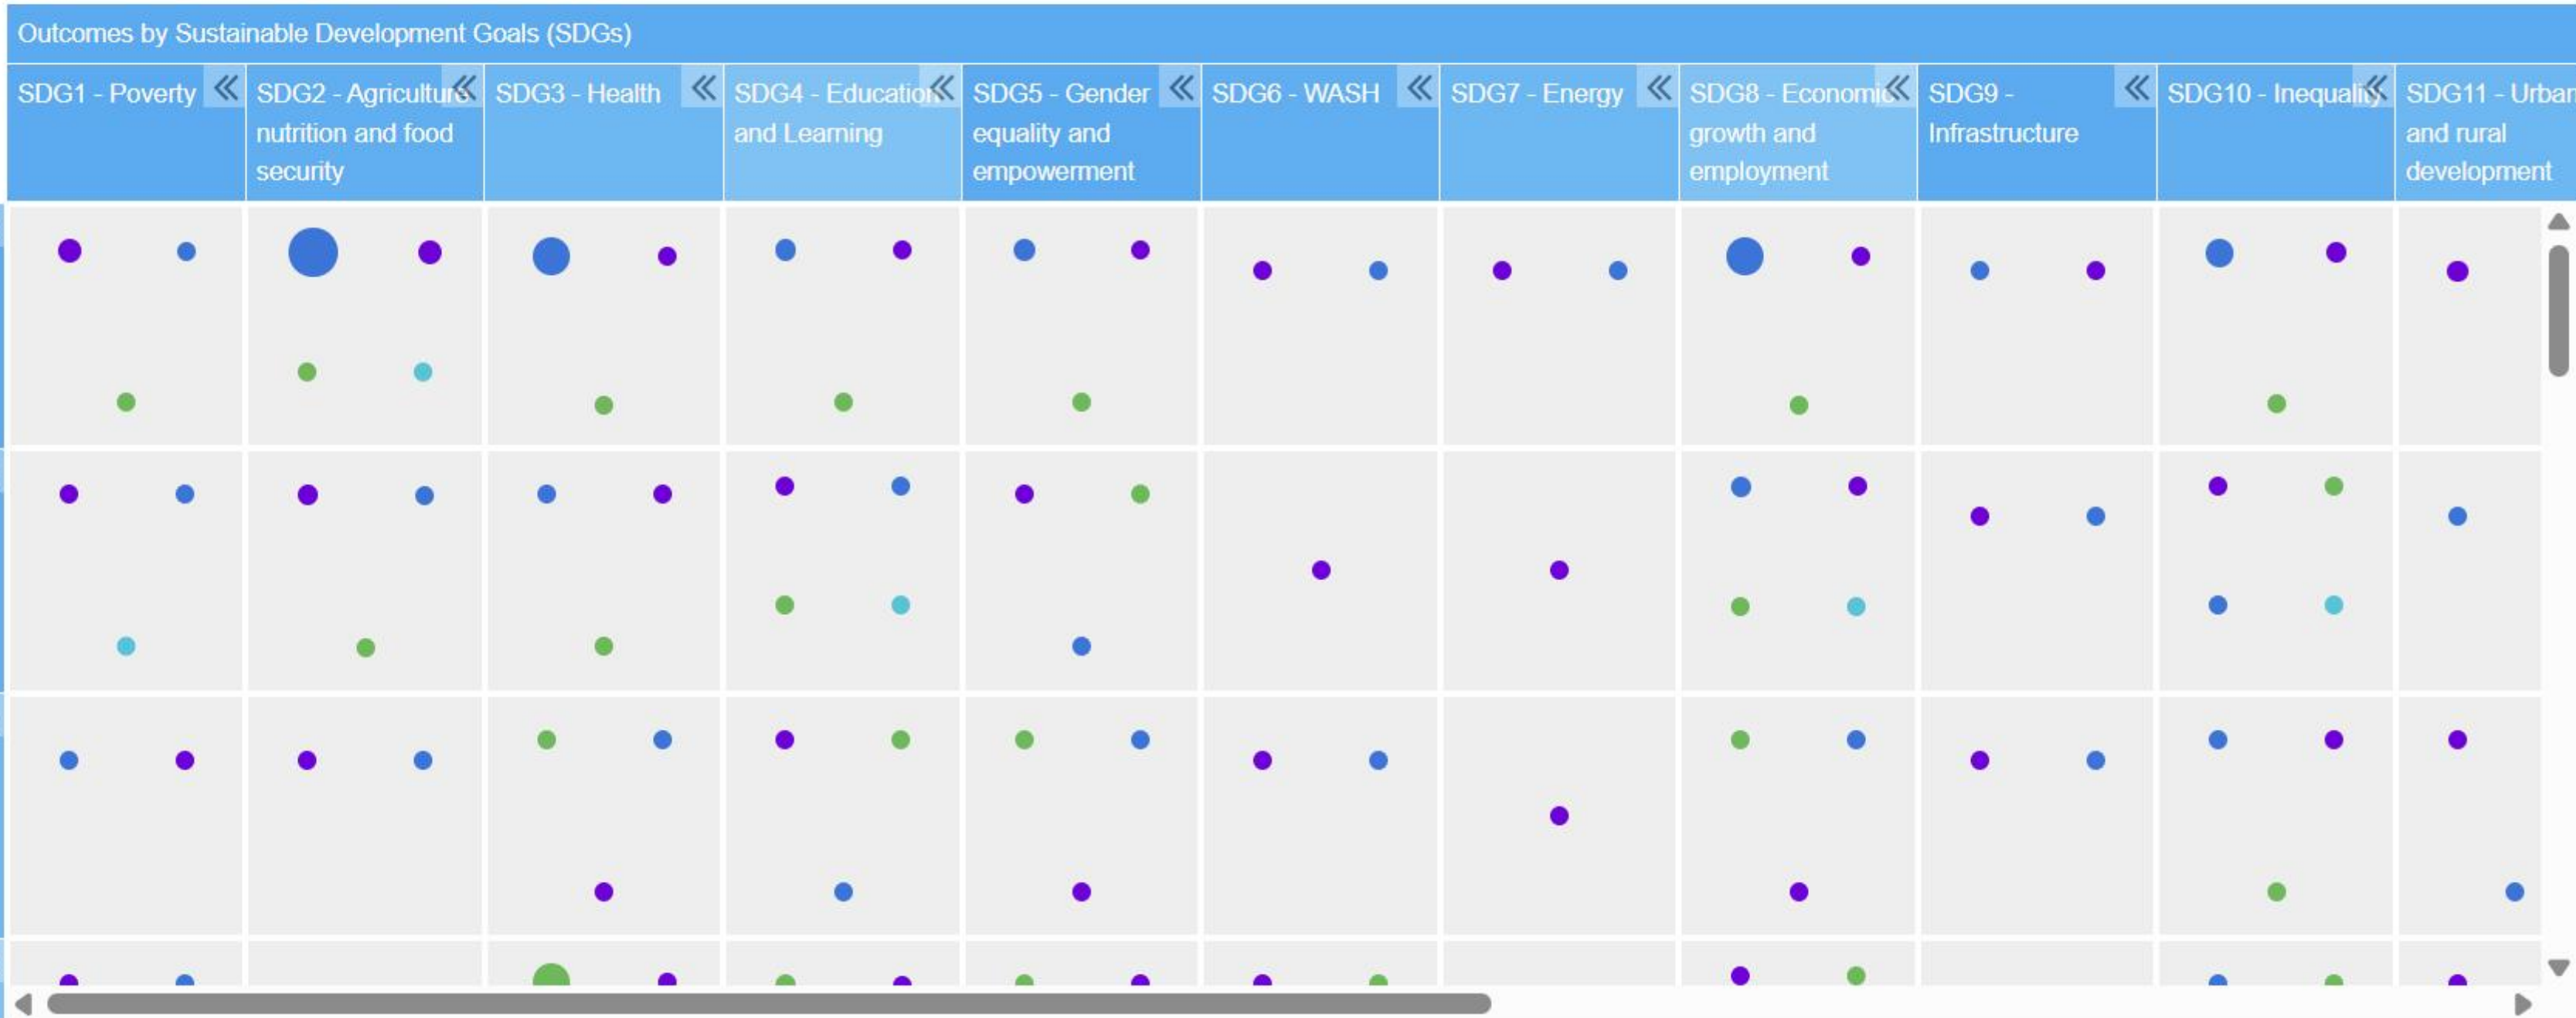 Outcomes by Sustainable Development Goals (SDGs)
SDG1 - Poverty
SDG2 - Agriculture
nutrition and food
security
SDG3 - Health
SDG4 - Education
and Learning
SDG5 - Gender
equality and
empowerment
SDG6 - WASH
SDG7 - Energy
SDG8 - Economic
growth and
employment
SDG9 -
Infrastructure
SDG10 - Inequality
SDG11 - Urban
and rural
development